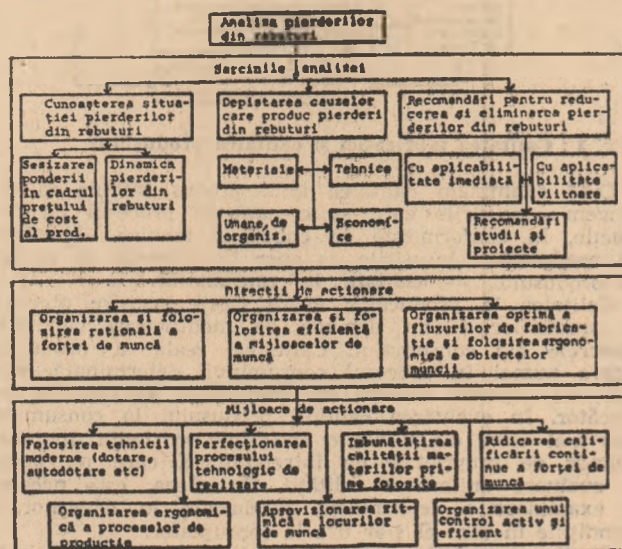 Analiza pierderilor
din rebuturi
Sarcinile analizei
Cunoașterea situa-
ției pierderilor
din rebuturi
Depistarea cauzelor
care produc pierderi
din rebuturi
Recomandări pentru redu-
cerea și eliminarea pier-
derilor din rebuturi
Sesizarea
ponderii
în cadrul
prețului
de cost
al prod.
Dinamica
pierderi-
lor din
rebuturi
Materiale
Tehnice
Umane, de
organis.
Economi-
ce
Cu aplicabili-
tate imediată
Cu aplica-
bilitate
viitoare
Recomandări
studii și
proiecte
Direcții de acționare
Organizarea și folo-
sirea rațională a
forței de muncă
Organizarea și fo-
losirea eficientă
a mijloacelor de
muncă
Organizarea optimă a
fluxurilor de fabrica-
ție și folosirea ergono-
mică a obiectelor
muncii
Mijloace de acționare
Folosirea tehnicii
moderne (dotare,
autodotare etc)
Perfecționarea
procesului
tehnologic de
realizare
Îmbunătățirea
calității ma-
teriilor pri-
me folosite
Ridicarea cali-
ficării conti-
nue a forței de
muncă
Organizarea ergonomi-
că a proceselor de
producție
Aprovizionarea rit-
mică a locurilor
de muncă
Organizarea unui
control activ și
eficient